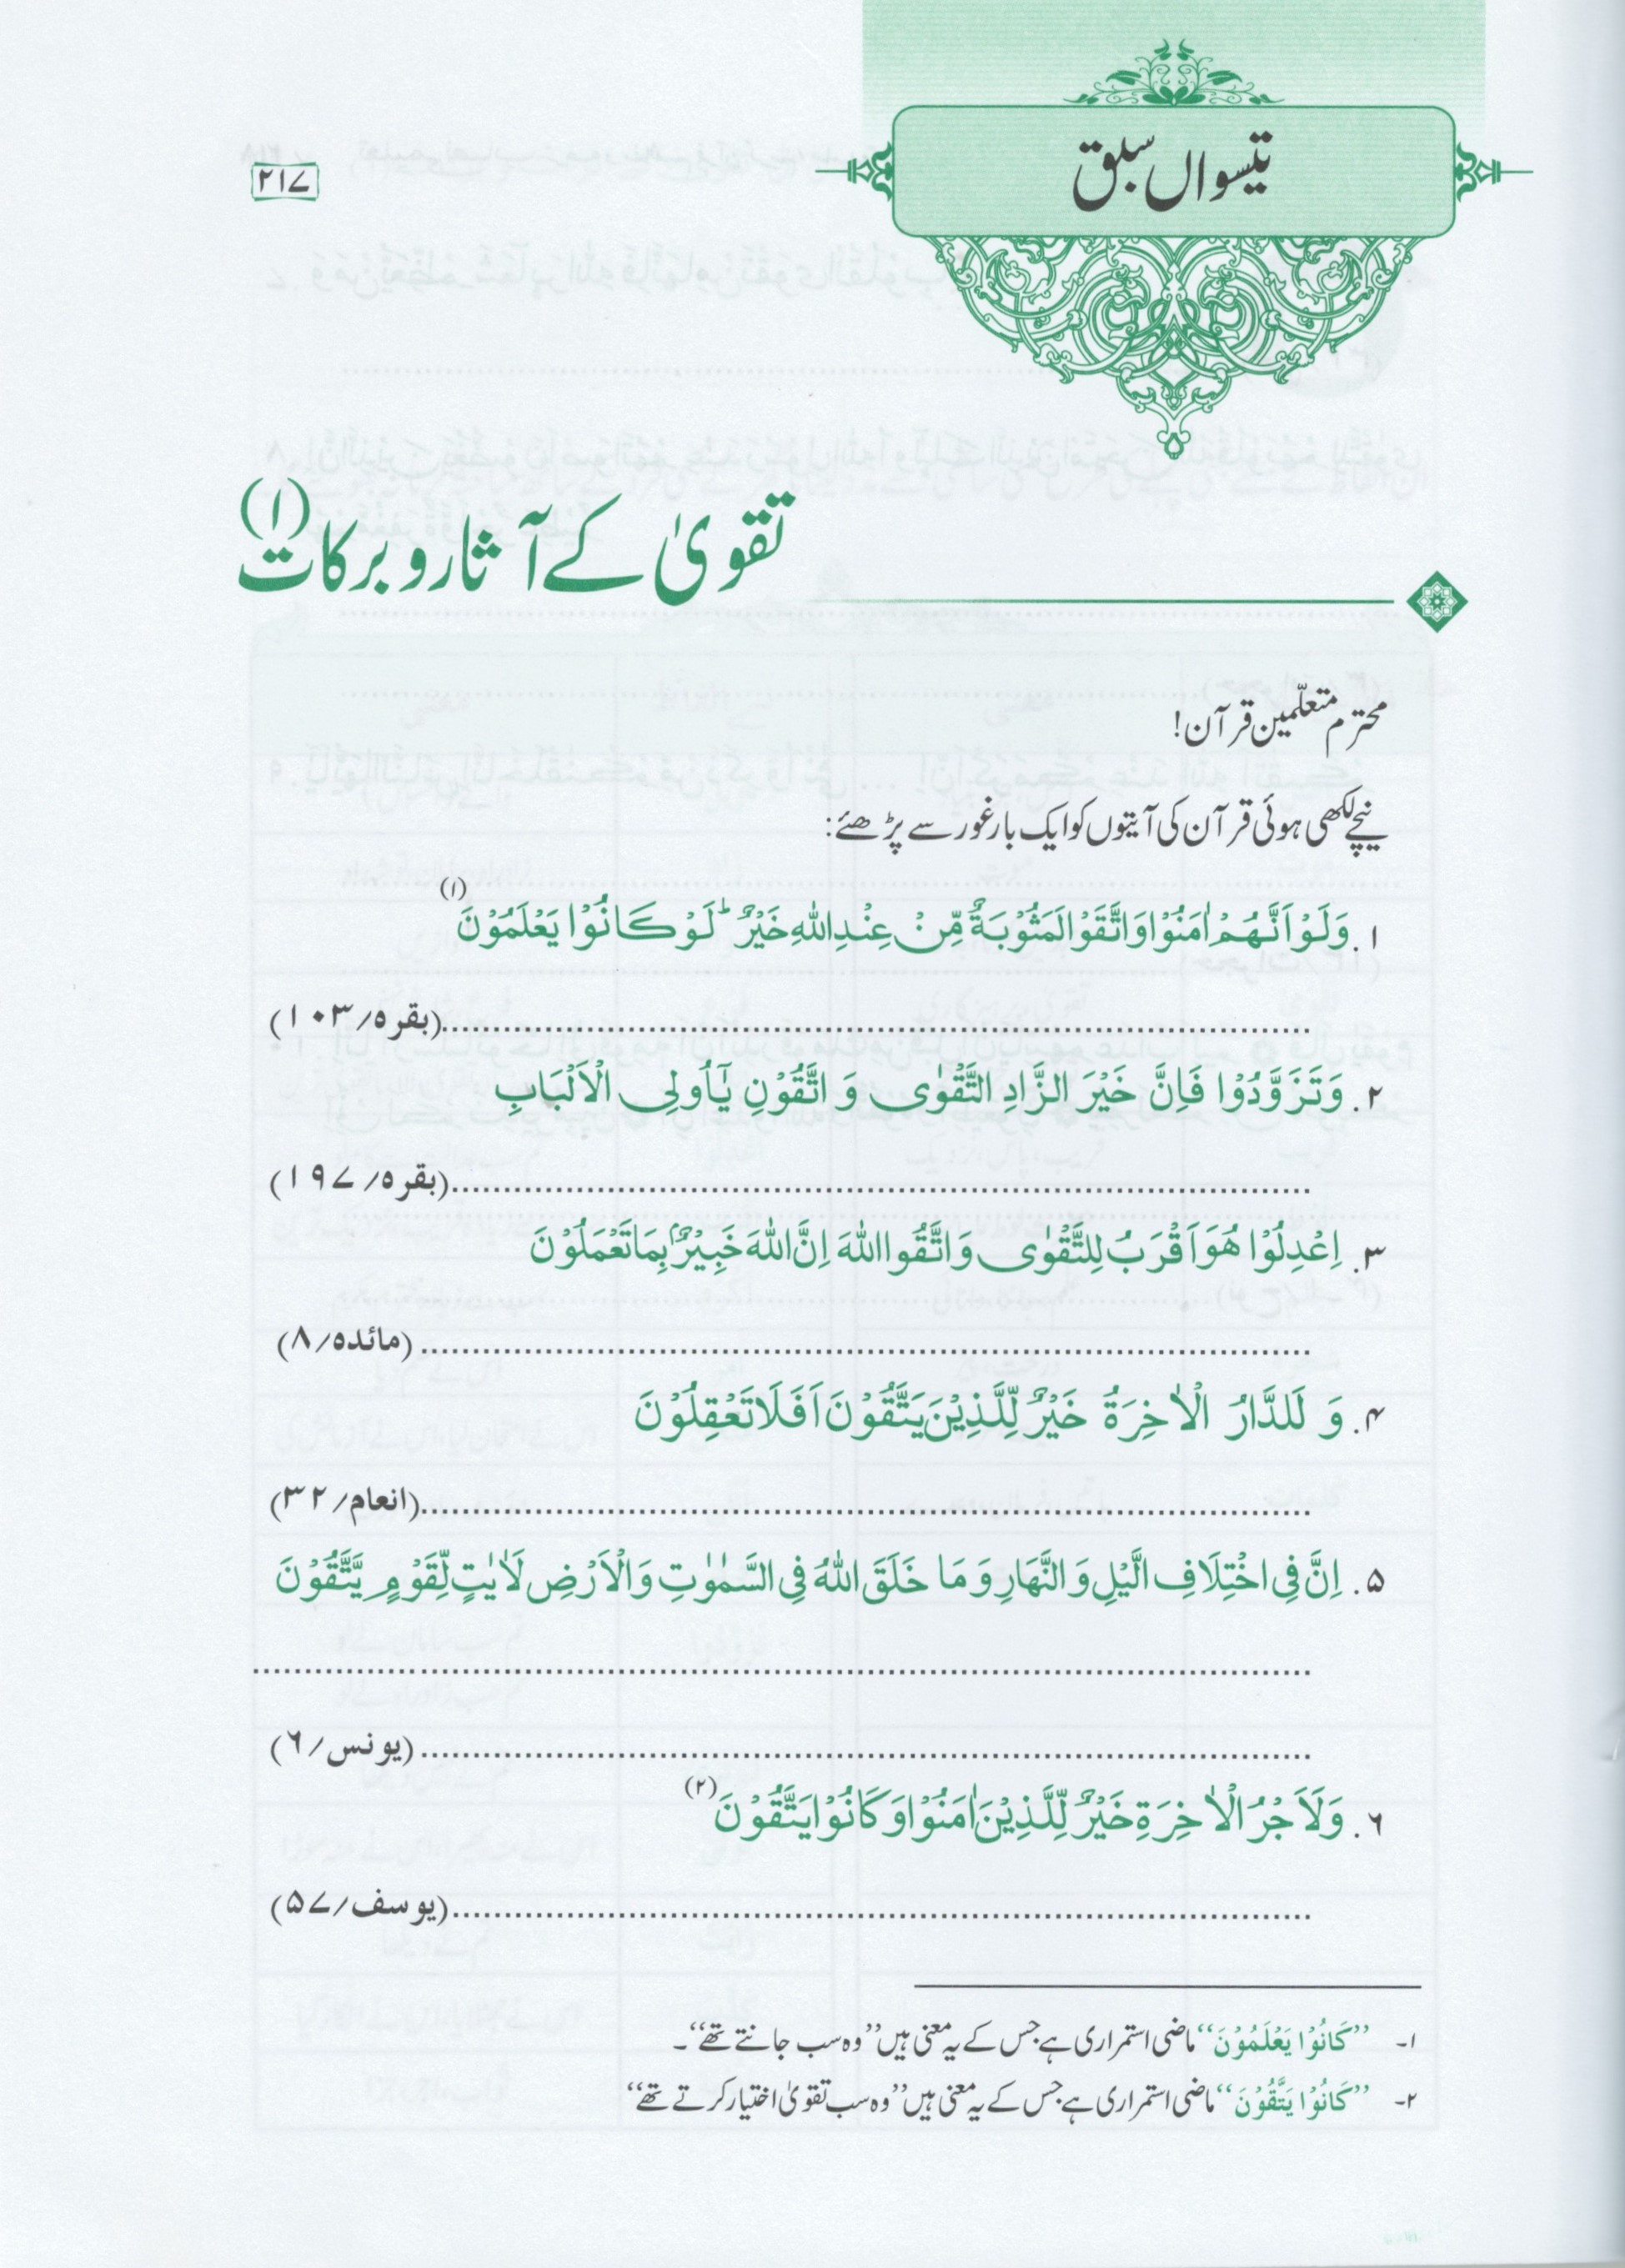 تیسواں سبق
۲۱۷
تقویٰ کے آثار و برکات (۱)
محترم متعلّمین قرآن!
نیچے لکھی ہوئی قرآن کی آیتوں کو ایک بار غور سے پڑھئے:
۱. وَلَوْ اَنَّهُمْ اٰمَنُوْا وَاتَّقَوْا لَمَثُوْبَةٌ مِّنْ عِنْدِ اللّٰهِ خَيْرٌ ؕ لَوْ كَانُوْا يَعْلَمُوْنَ (۱)
................(بقرہ/۱۰۳)
۲. وَتَزَوَّدُوْا فَاِنَّ خَيْرَ الزَّادِ التَّقْوٰى وَ اتَّقُوْنِ يٰٓاُولِى الْاَلْبَابِ
................(بقرہ/۱۹۷)
۳. اِعْدِلُوْا هُوَ اَقْرَبُ لِلتَّقْوٰى وَ اتَّقُوا اللّٰهَ اِنَّ اللّٰهَ خَبِيْرٌۢ بِمَا تَعْمَلُوْنَ
................(مائدہ/۸)
۴. وَ لَلدَّارُ الْاٰخِرَةُ خَيْرٌ لِّلَّذِيْنَ يَتَّقُوْنَ اَفَلَا تَعْقِلُوْنَ
................(انعام/۳۲)
۵. اِنَّ فِى اخْتِلَافِ الَّيْلِ وَ النَّهَارِ وَ مَا خَلَقَ اللّٰهُ فِى السَّمٰوٰتِ وَ الْاَرْضِ لَاٰيٰتٍ لِّقَوْمٍ يَّتَّقُوْنَ
................
................(یونس/۶)
۶. وَلَاَجْرُ الْاٰخِرَةِ خَيْرٌ لِّلَّذِيْنَ اٰمَنُوْا وَ كَانُوْا يَتَّقُوْنَ (۲)
................(یوسف/۵۷)
۱- ’’كَانُوْا يَعْلَمُوْنَ‘‘ ماضی استمراری ہے جس کے یہ معنی ہیں ’’وہ سب جانتے تھے‘‘۔
۲- ’’كَانُوْا يَتَّقُوْنَ‘‘ ماضی استمراری ہے جس کے یہ معنی ہیں ’’وہ سب تقویٰ اختیار کرتے تھے‘‘